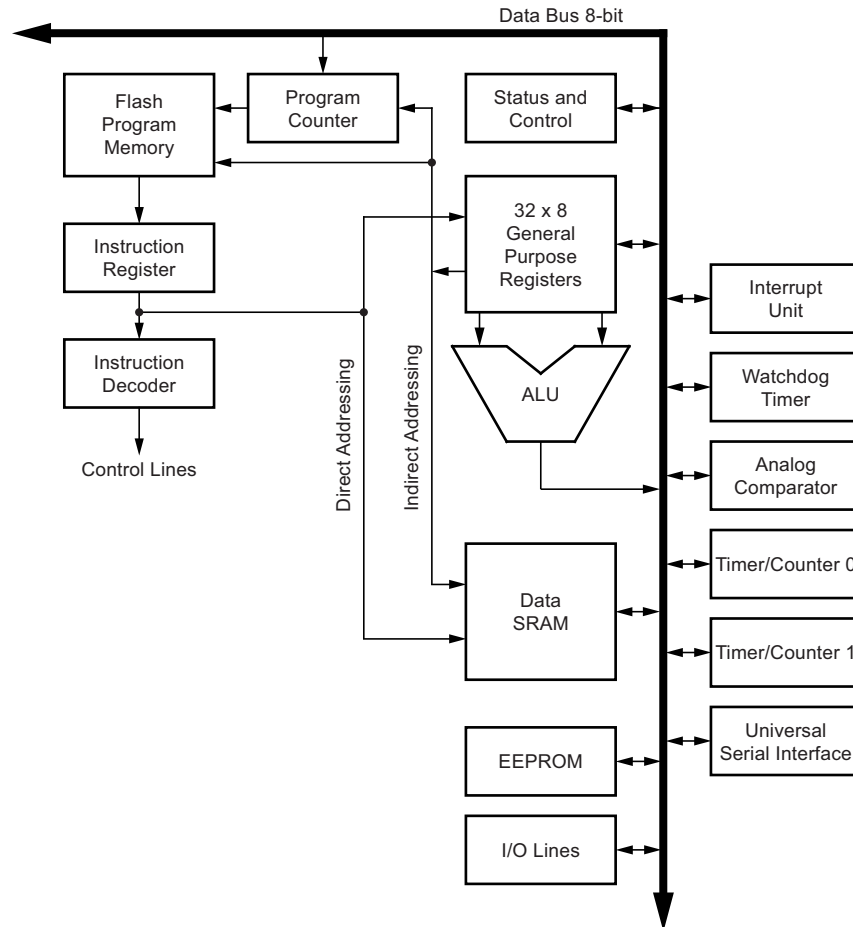 Data Bus 8-bit
Flash
Program
Memory
Program
Counter
Status and
Control
32 x 8
General
Purpose
Registers
Instruction
Register
Interrupt
Unit
Instruction
Decoder
ALU
Watchdog
Timer
Control Lines
Direct Addressing
Indirect Addressing
Analog
Comparator
Timer/Counter 0
Data
SRAM
Timer/Counter 1
Universal
Serial Interface
EEPROM
I/O Lines